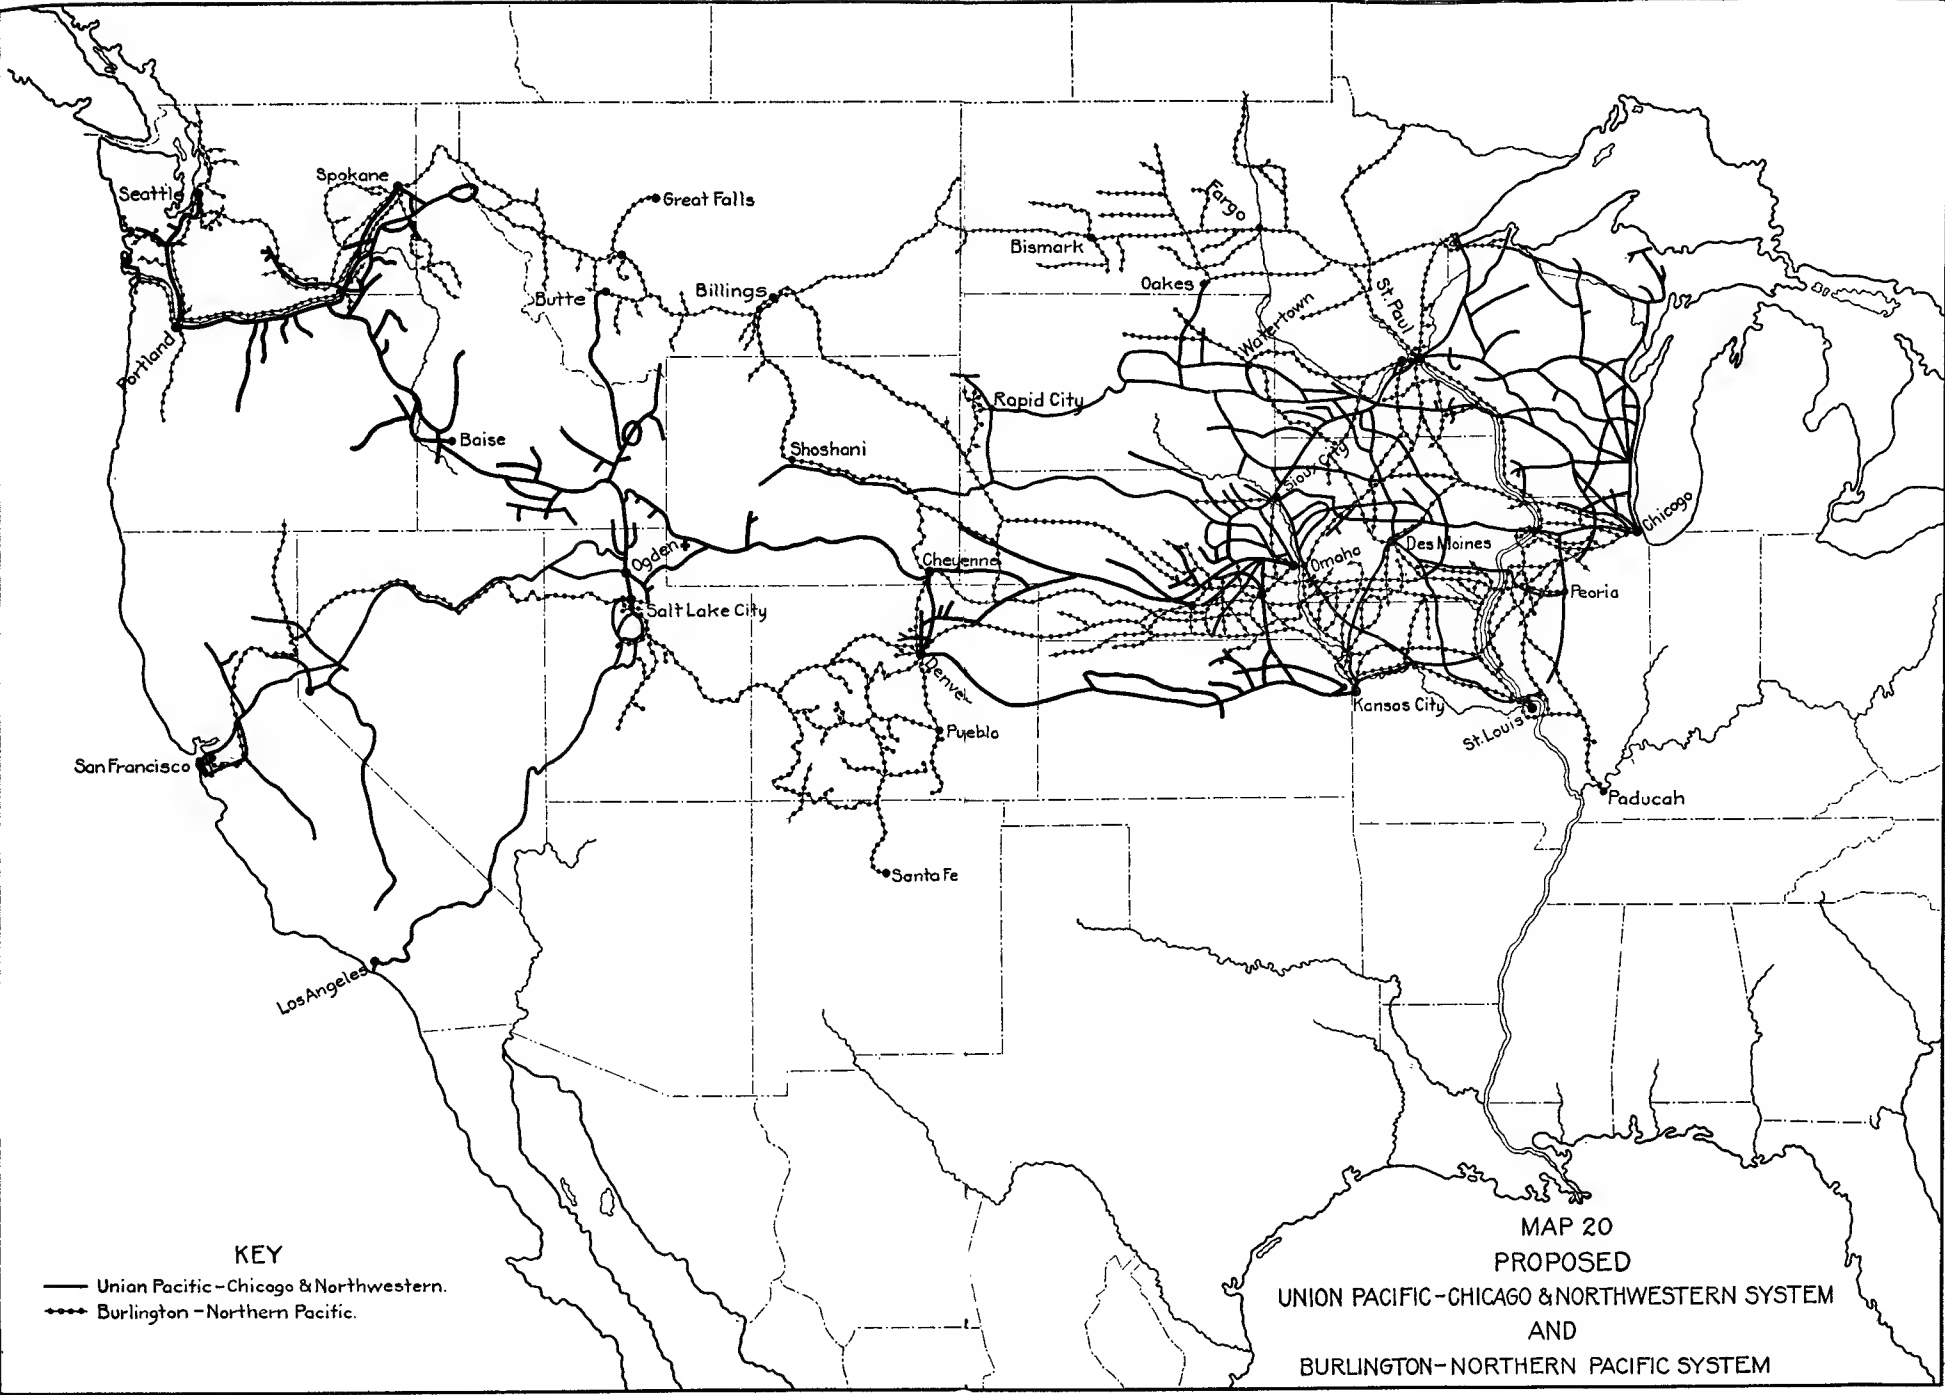 Spokane
Seattle
Great Falls
Fargo
Bismark
Oakes
Butte
Billings
St. Paul
Watertown
Portland
Rapid City
Baise
Shoshani
Sioux City
Chicago
Ogden
Cheyenne
Omaha
Des Moines
Peoria
Salt Lake City
Denver
Kansas City
St. Louis
Pueblo
San Francisco
Paducah
Santa Fe
Los Angeles
KEY
Union Pacific-Chicago & Northwestern.
Burlington-Northern Pacific.
MAP 20
PROPOSED
UNION PACIFIC-CHICAGO & NORTHWESTERN SYSTEM
AND
BURLINGTON-NORTHERN PACIFIC SYSTEM